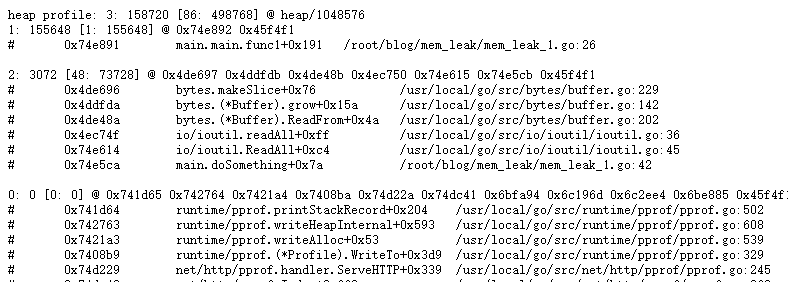 heap profile: 3: 158720 [86: 498768] @ heap/1048576
1: 155648 [1: 155648] @ 0x74e892 0x45f4f1
# 0x74e891 main.main.func1+0x191 /root/blog/mem_leak/mem_leak_1.go:26
2: 3072 [48: 73728] @ 0x4de697 0x4ddfdb 0x4de48b 0x4ec750 0x74e615 0x74e5cb 0x45f4f1
# 0x4de696 bytes.makeSlice+0x76 /usr/local/go/src/bytes/buffer.go:229
# 0x4ddfda bytes.(*Buffer).grow+0x15a /usr/local/go/src/bytes/buffer.go:142
# 0x4de48a bytes.(*Buffer).ReadFrom+0x4a /usr/local/go/src/bytes/buffer.go:202
# 0x4ec74f io/ioutil.readAll+0xff /usr/local/go/src/io/ioutil/ioutil.go:36
# 0x74e614 io/ioutil.ReadAll+0xc4 /usr/local/go/src/io/ioutil/ioutil.go:45
# 0x74e5ca main.doSomething+0x7a /root/blog/mem_leak/mem_leak_1.go:42
0: 0 [0: 0] @ 0x741d65 0x742764 0x7421a4 0x7408ba 0x74d22a 0x74dc41 0x6bfa94 0x6c196d 0x6c2ee4 0x6be885 0x45f4f1
# 0x741d64 runtime/pprof.printStackRecord+0x204 /usr/local/go/src/runtime/pprof/pprof.go:502
# 0x742763 runtime/pprof.writeHeapInternal+0x593 /usr/local/go/src/runtime/pprof/pprof.go:608
# 0x7421a3 runtime/pprof.writeAlloc+0x53 /usr/local/go/src/runtime/pprof/pprof.go:539
# 0x7408b9 runtime/pprof.(*Profile).WriteTo+0x3d9 /usr/local/go/src/runtime/pprof/pprof.go:329
# 0x74d229 net/http/pprof.handler.ServeHTTP+0x339 /usr/local/go/src/net/http/pprof/pprof.go:245